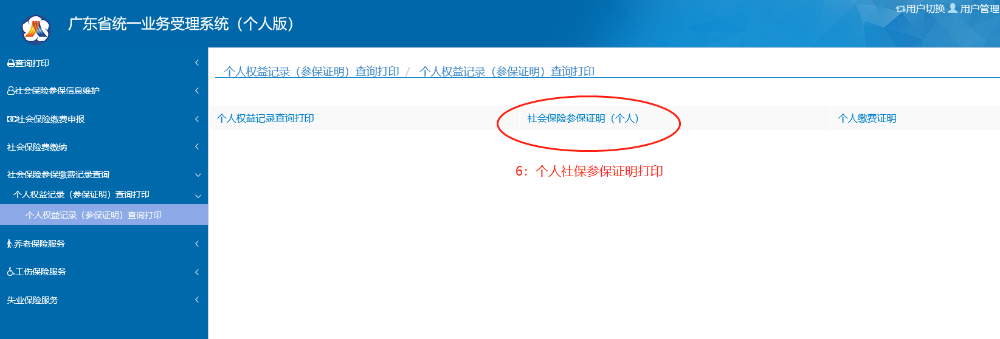 用户切换 用户管理
广东省统一业务受理系统（个人版）
查询打印
社会保险参保信息维护
社会保险缴费申报
社会保险费缴纳
社会保险参保缴费记录查询
个人权益记录（参保证明）查询打印
个人权益记录（参保证明）查询打印
养老保险服务
工伤保险服务
失业保险服务
个人权益记录（参保证明）查询打印 / 个人权益记录（参保证明）查询打印
个人权益记录查询打印 社会保险参保证明（个人） 个人缴费证明
6：个人社保参保证明打印